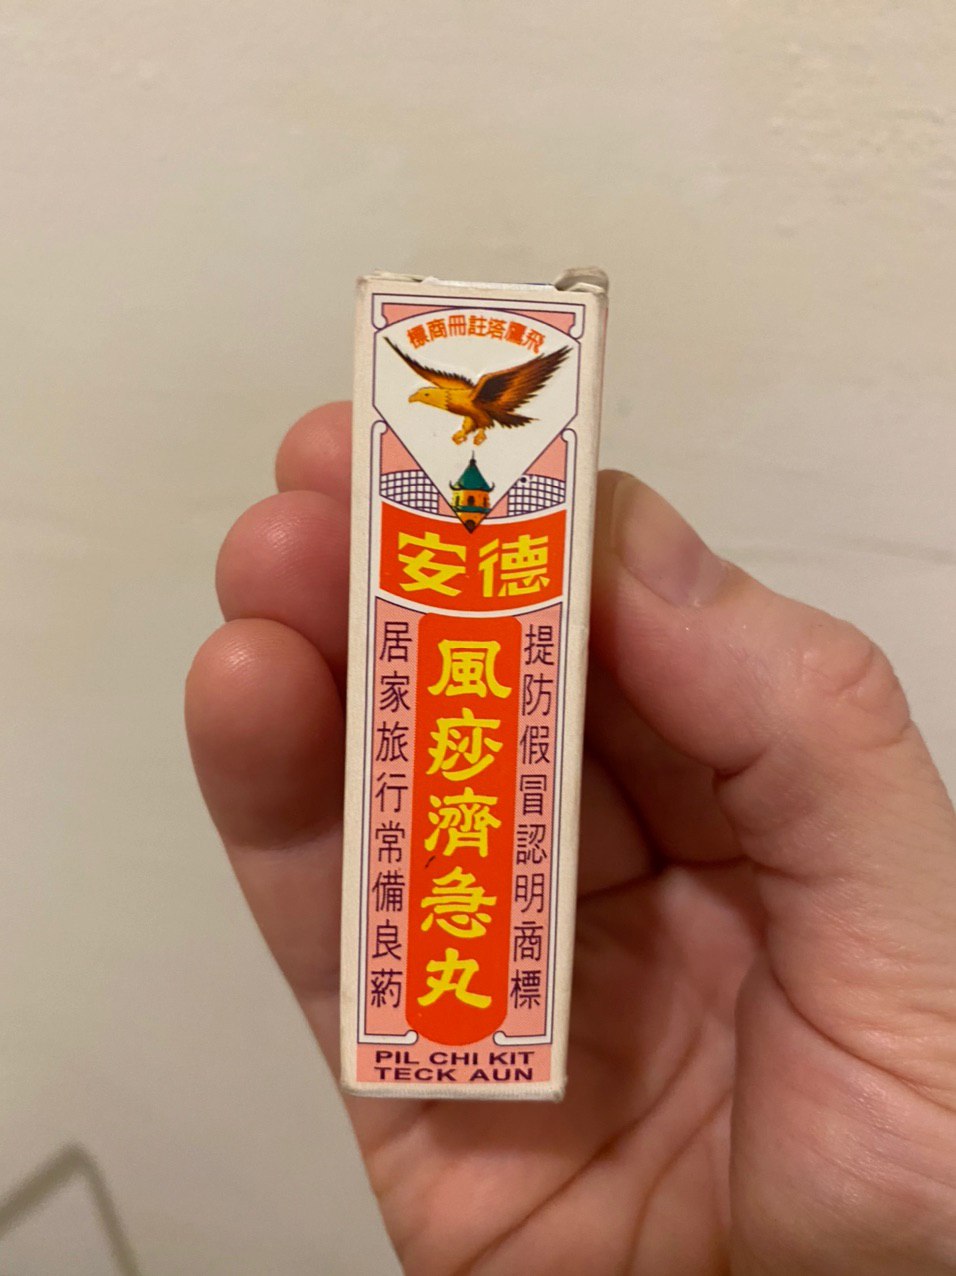 飛鷹塔註冊商標
德安
提防假冒認明商標
風痧濟急丸
居家旅行常備良葯
PIL CHI KIT
TECK AUN